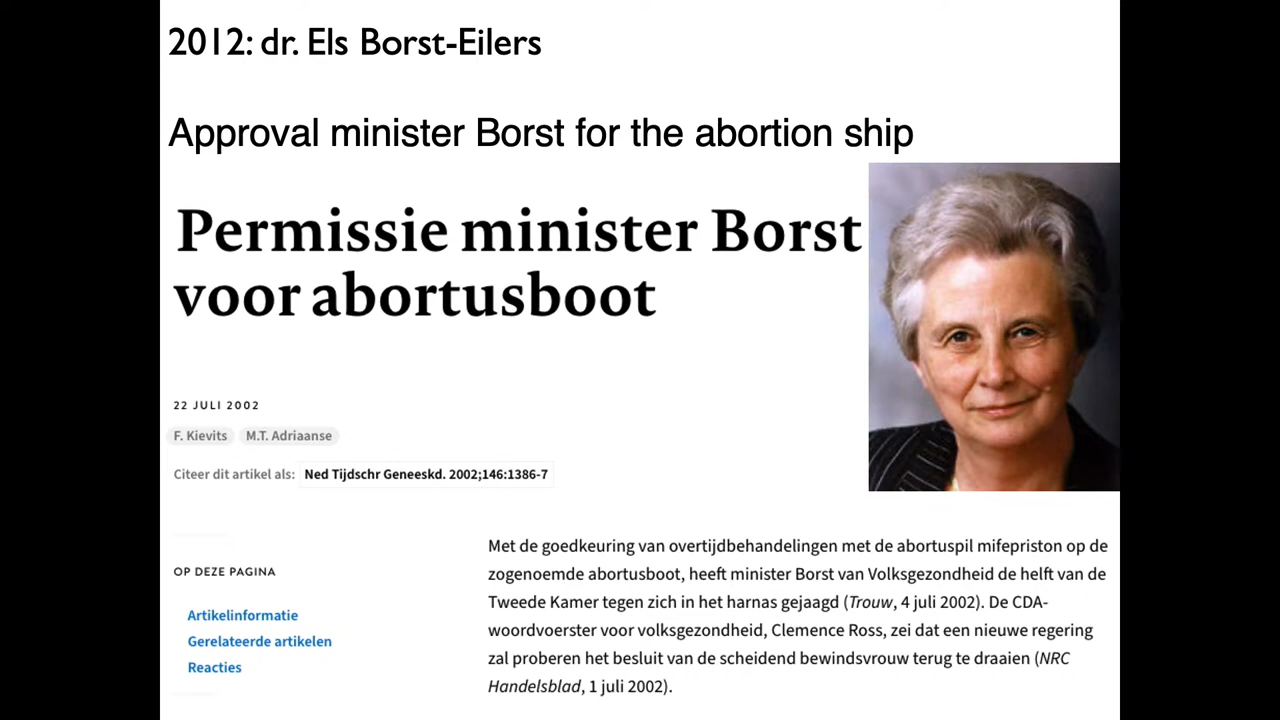 2012: dr. Els Borst-Eilers
Approval minister Borst for the abortion ship
Permissie minister Borst
voor abortusboot
22 JULI 2002
F. Kievits M.T. Adriaanse
Citeer dit artikel als: Ned Tijdschr Geneeskd. 2002;146:1386-7
OP DEZE PAGINA
Artikelinformatie
Gerelateerde artikelen
Reacties
Met de goedkeuring van overtijdbehandelingen met de abortuspil mifepriston op de
zogenoemde abortusboot, heeft minister Borst van Volksgezondheid de helft van de
Tweede Kamer tegen zich in het harnas gejaagd (Trouw, 4 juli 2002). De CDA-
woordvoerster voor volksgezondheid, Clemence Ross, zei dat een nieuwe regering
zal proberen het besluit van de scheidend bewindsvrouw terug te draaien (NRC
Handelsblad, 1 juli 2002).